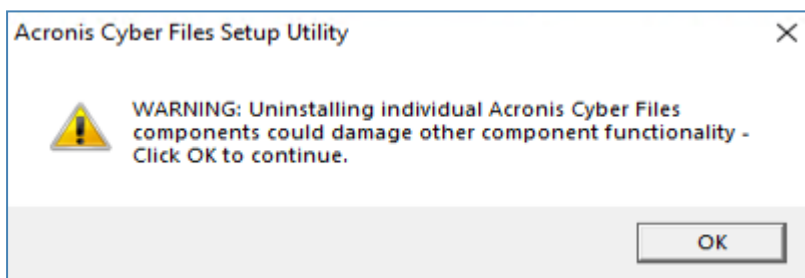 Acronis Cyber Files Setup Utility
WARNING: Uninstalling individual Acronis Cyber Files
components could damage other component functionality -
Click OK to continue.
OK